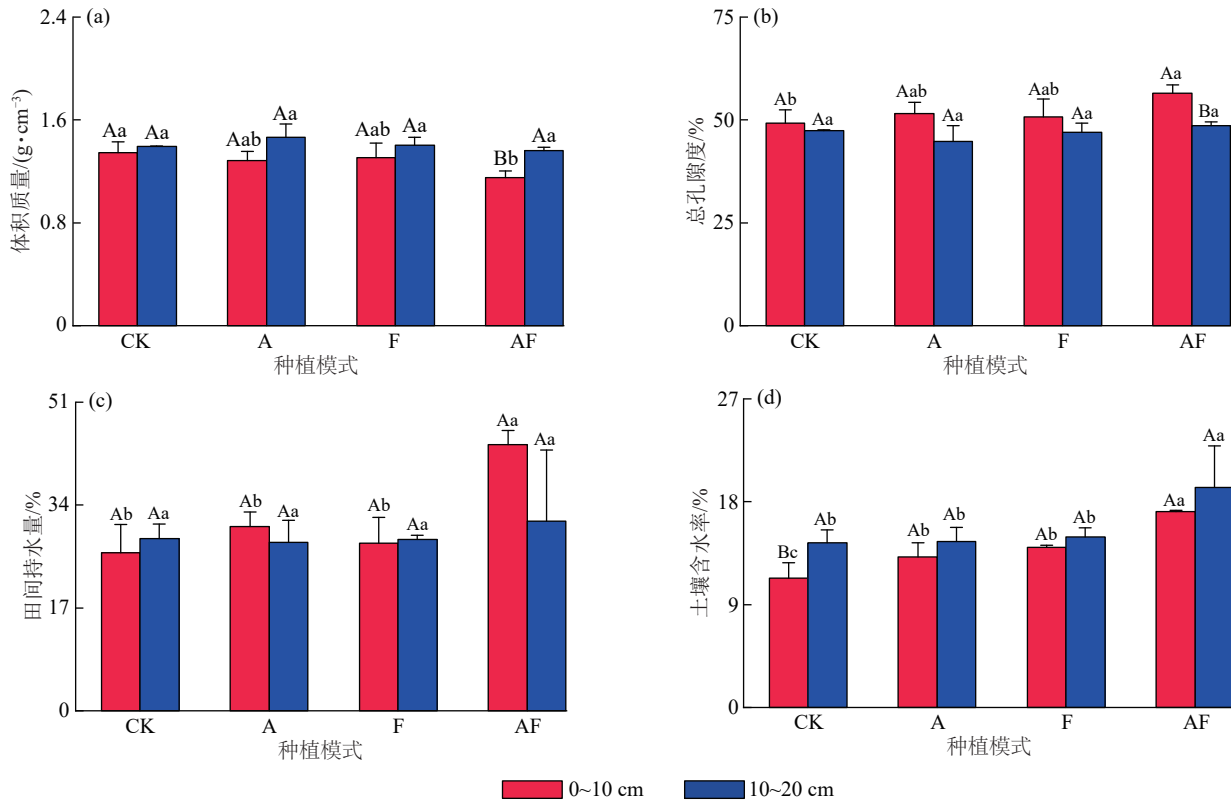 (a)
体积质量/(g·cm⁻³)
2.4
1.6
0.8
0
Aa Aa Aab Aa Aab Aa Bb Aa
CK A F AF
种植模式
(b)
总孔隙度/%
75
50
25
0
Ab Aa Aab Aa Aab Aa Aa Ba
CK A F AF
种植模式
(c)
田间持水量/%
51
34
17
0
Ab Aa Ab Aa Ab Aa Aa Aa
CK A F AF
种植模式
(d)
土壤含水率/%
27
18
9
0
Bc Ab Ab Ab Ab Ab Aa Aa
CK A F AF
种植模式
0~10 cm 10~20 cm